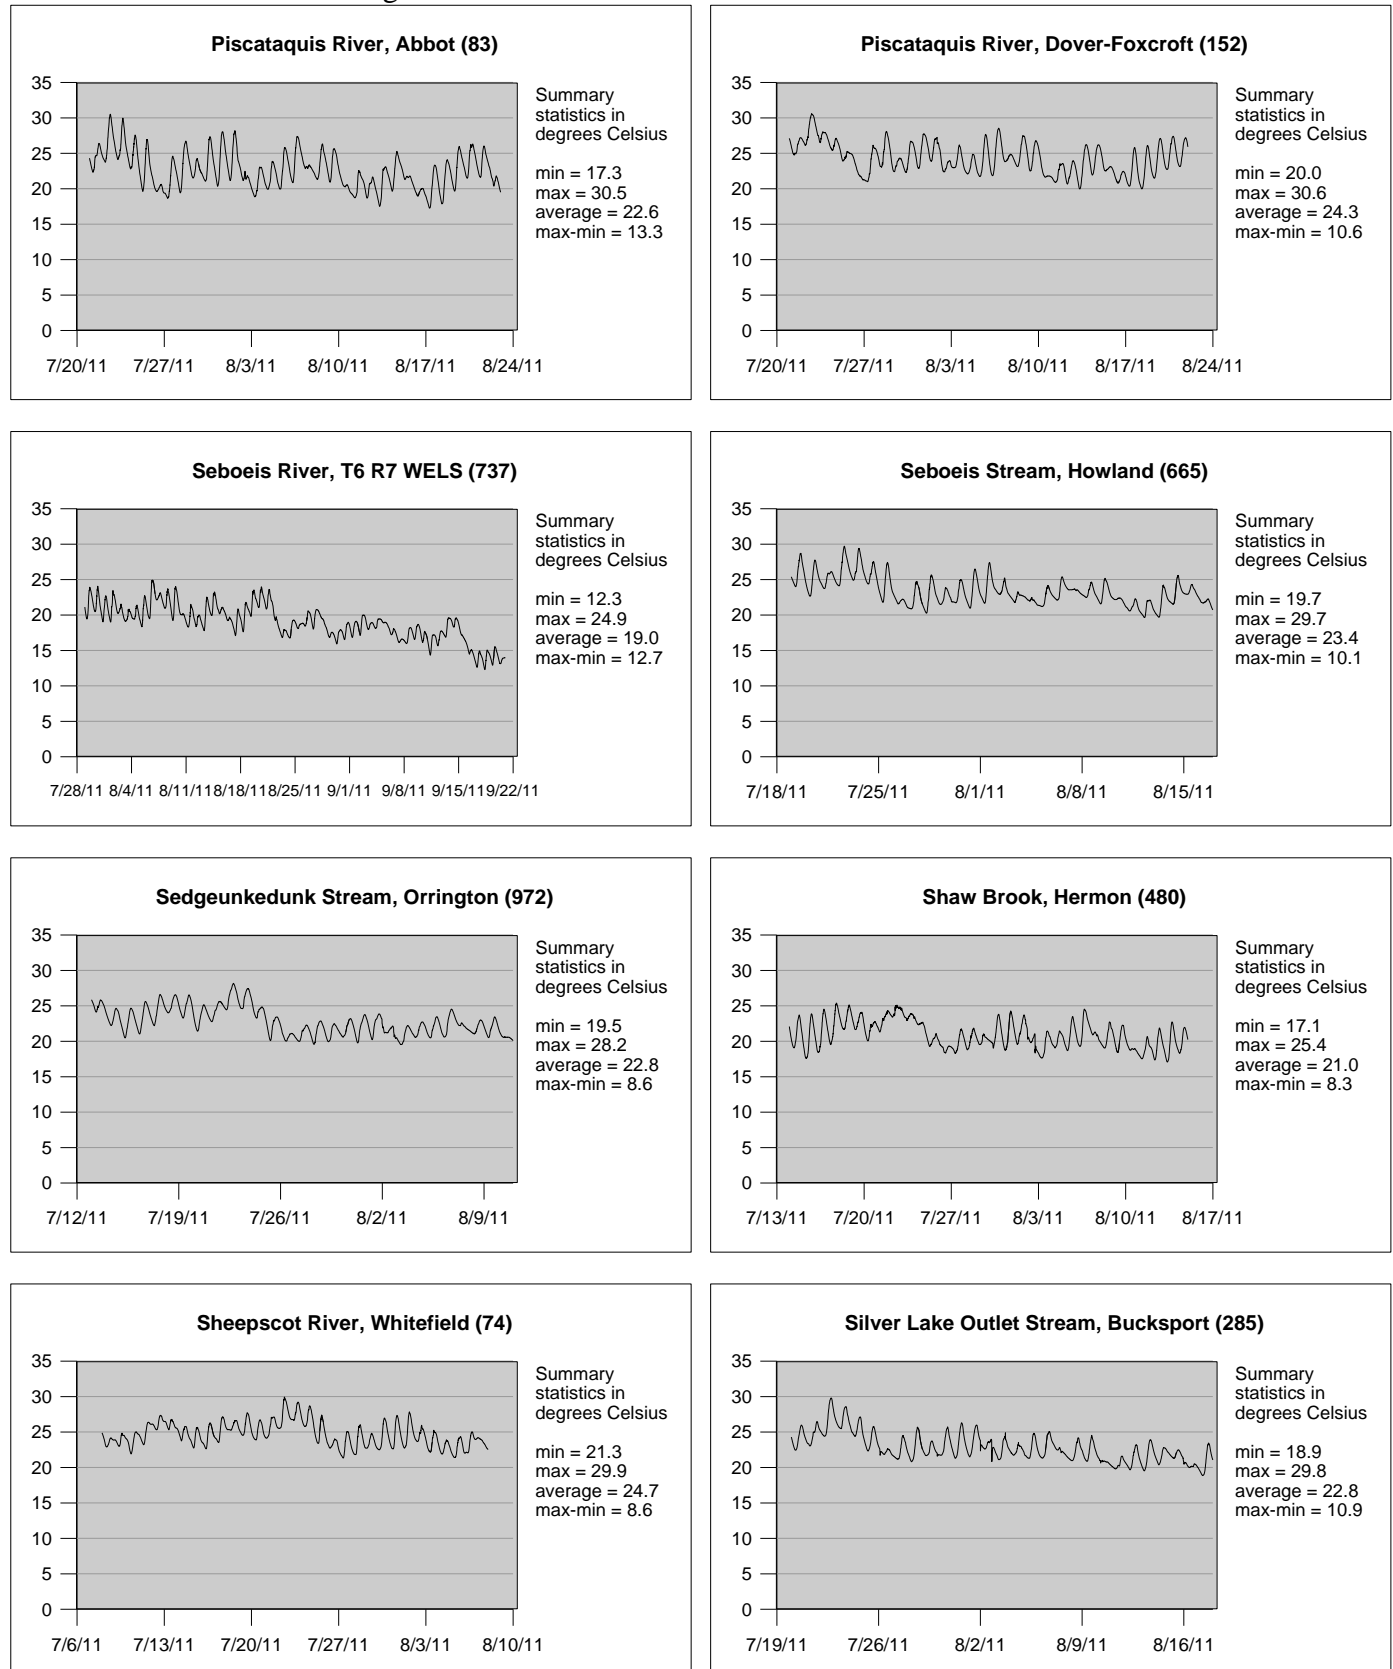 Piscataquis River, Abbot (83)
35
30
25
20
15
10
5
0
7/20/11 7/27/11 8/3/11 8/10/11 8/17/11 8/24/11
Summary
statistics in
degrees Celsius
min = 17.3
max = 30.5
average = 22.6
max-min = 13.3
Piscataquis River, Dover-Foxcroft (152)
35
30
25
20
15
10
5
0
7/20/11 7/27/11 8/3/11 8/10/11 8/17/11 8/24/11
Summary
statistics in
degrees Celsius
min = 20.0
max = 30.6
average = 24.3
max-min = 10.6
Seboeis River, T6 R7 WELS (737)
35
30
25
20
15
10
5
0
7/28/11 8/4/11 8/11/11 8/18/11 8/25/11 9/1/11 9/8/11 9/15/11 9/22/11
Summary
statistics in
degrees Celsius
min = 12.3
max = 24.9
average = 19.0
max-min = 12.7
Seboeis Stream, Howland (665)
35
30
25
20
15
10
5
0
7/18/11 7/25/11 8/1/11 8/8/11 8/15/11
Summary
statistics in
degrees Celsius
min = 19.7
max = 29.7
average = 23.4
max-min = 10.1
Sedgeunkedunk Stream, Orrington (972)
35
30
25
20
15
10
5
0
7/12/11 7/19/11 7/26/11 8/2/11 8/9/11
Summary
statistics in
degrees Celsius
min = 19.5
max = 28.2
average = 22.8
max-min = 8.6
Shaw Brook, Hermon (480)
35
30
25
20
15
10
5
0
7/13/11 7/20/11 7/27/11 8/3/11 8/10/11 8/17/11
Summary
statistics in
degrees Celsius
min = 17.1
max = 25.4
average = 21.0
max-min = 8.3
Sheepscot River, Whitefield (74)
35
30
25
20
15
10
5
0
7/6/11 7/13/11 7/20/11 7/27/11 8/3/11 8/10/11
Summary
statistics in
degrees Celsius
min = 21.3
max = 29.9
average = 24.7
max-min = 8.6
Silver Lake Outlet Stream, Bucksport (285)
35
30
25
20
15
10
5
0
7/19/11 7/26/11 8/2/11 8/9/11 8/16/11
Summary
statistics in
degrees Celsius
min = 18.9
max = 29.8
average = 22.8
max-min = 10.9